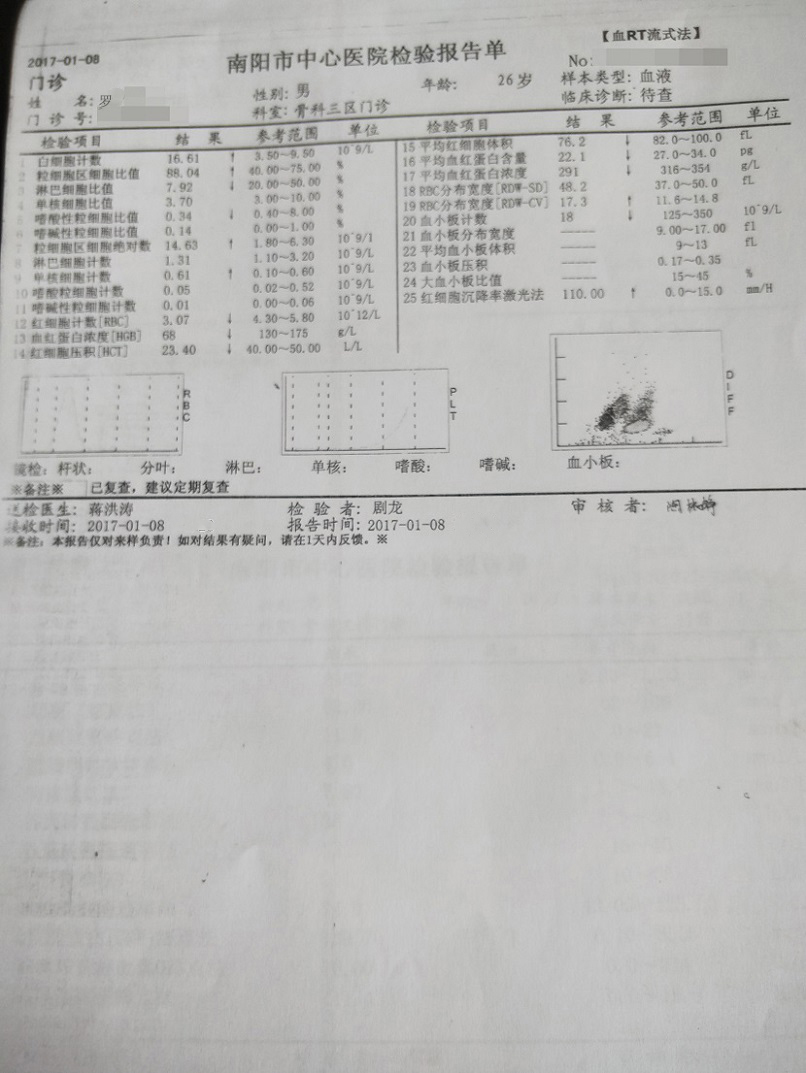 【血RT流式法】
2017-01-08 南阳市中心医院检验报告单 No:
门诊 性别: 男 年龄: 26岁 样本类型: 血液
姓 名: 罗 科室: 骨科三区门诊 临床诊断: 待查
门 诊 号:
检验项目 结 果 参考范围 单位 检验项目 结 果 参考范围 单位
白细胞计数 16.61 ↑ 3.50~9.50 10^9/L
2 粒细胞区细胞比值 88.04 ↑ 40.00~75.00 %
3 淋巴细胞比值 7.92 ↓ 20.00~50.00 %
单核细胞比值 3.70 3.00~10.00 %
嗜酸性粒细胞比值 0.34 ↓ 0.40~8.00 %
嗜碱性粒细胞比值 0.14 0.00~1.00 %
7 粒细胞区细胞绝对数 14.63 ↑ 1.80~6.30 10^9/l
8 淋巴细胞计数 1.31 1.10~3.20 10^9/L
9 单核细胞计数 0.61 ↑ 0.10~0.60 10^9/L
10 嗜酸粒细胞计数 0.05 0.02~0.52 10^9/L
11 嗜碱性粒细胞计数 0.01 0.00~0.06 10^9/L
12 红细胞计数[RBC] 3.07 ↓ 4.30~5.80 10^12/L
13 血红蛋白浓度[HGB] 68 ↓ 130~175 g/L
14 红细胞压积[HCT] 23.40 ↓ 40.00~50.00 L/L
15 平均红细胞体积 76.2 ↓ 82.0~100.0 fL
16 平均血红蛋白含量 22.1 ↓ 27.0~34.0 pg
17 平均血红蛋白浓度 291 ↓ 316~354 g/L
18 RBC分布宽度[RDW-SD] 48.2 37.0~50.0 fL
19 RBC分布宽度[RDW-CV] 17.3 ↑ 11.6~14.8
20 血小板计数 18 ↓ 125~350 10^9/L
21 血小板分布宽度 ----- 9.00~17.00 fl
22 平均血小板体积 ----- 9~13 fL
23 血小板压积 ----- 0.17~0.35
24 大血小板比值 ----- 15~45 %
25 红细胞沉降率激光法 110.00 ↑ 0.0~15.0 mm/H
RBC
PLT
DIFF
镜检: 杆状: 分叶: 淋巴: 单核: 嗜酸: 嗜碱: 血小板:
※备注※ 已复查，建议定期复查
送检医生: 蒋洪涛 检 验 者: 剧龙 审 核 者:
接收时间: 2017-01-08 报告时间: 2017-01-08
※备注: 本报告仅对来样负责! 如对结果有疑问, 请在1天内反馈。※